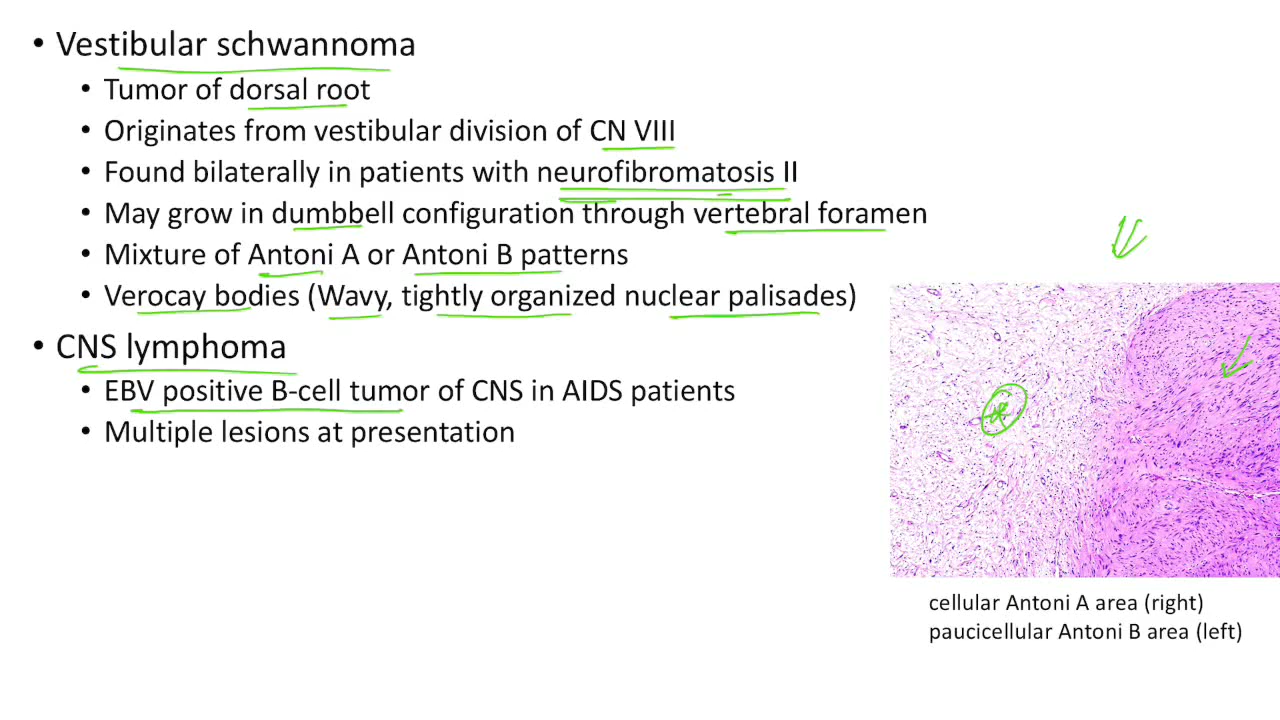 • Vestibular schwannoma
• Tumor of dorsal root
• Originates from vestibular division of CN VIII
• Found bilaterally in patients with neurofibromatosis II
• May grow in dumbbell configuration through vertebral foramen
• Mixture of Antoni A or Antoni B patterns
• Verocay bodies (Wavy, tightly organized nuclear palisades)
• CNS lymphoma
• EBV positive B-cell tumor of CNS in AIDS patients
• Multiple lesions at presentation
cellular Antoni A area (right)
paucicellular Antoni B area (left)